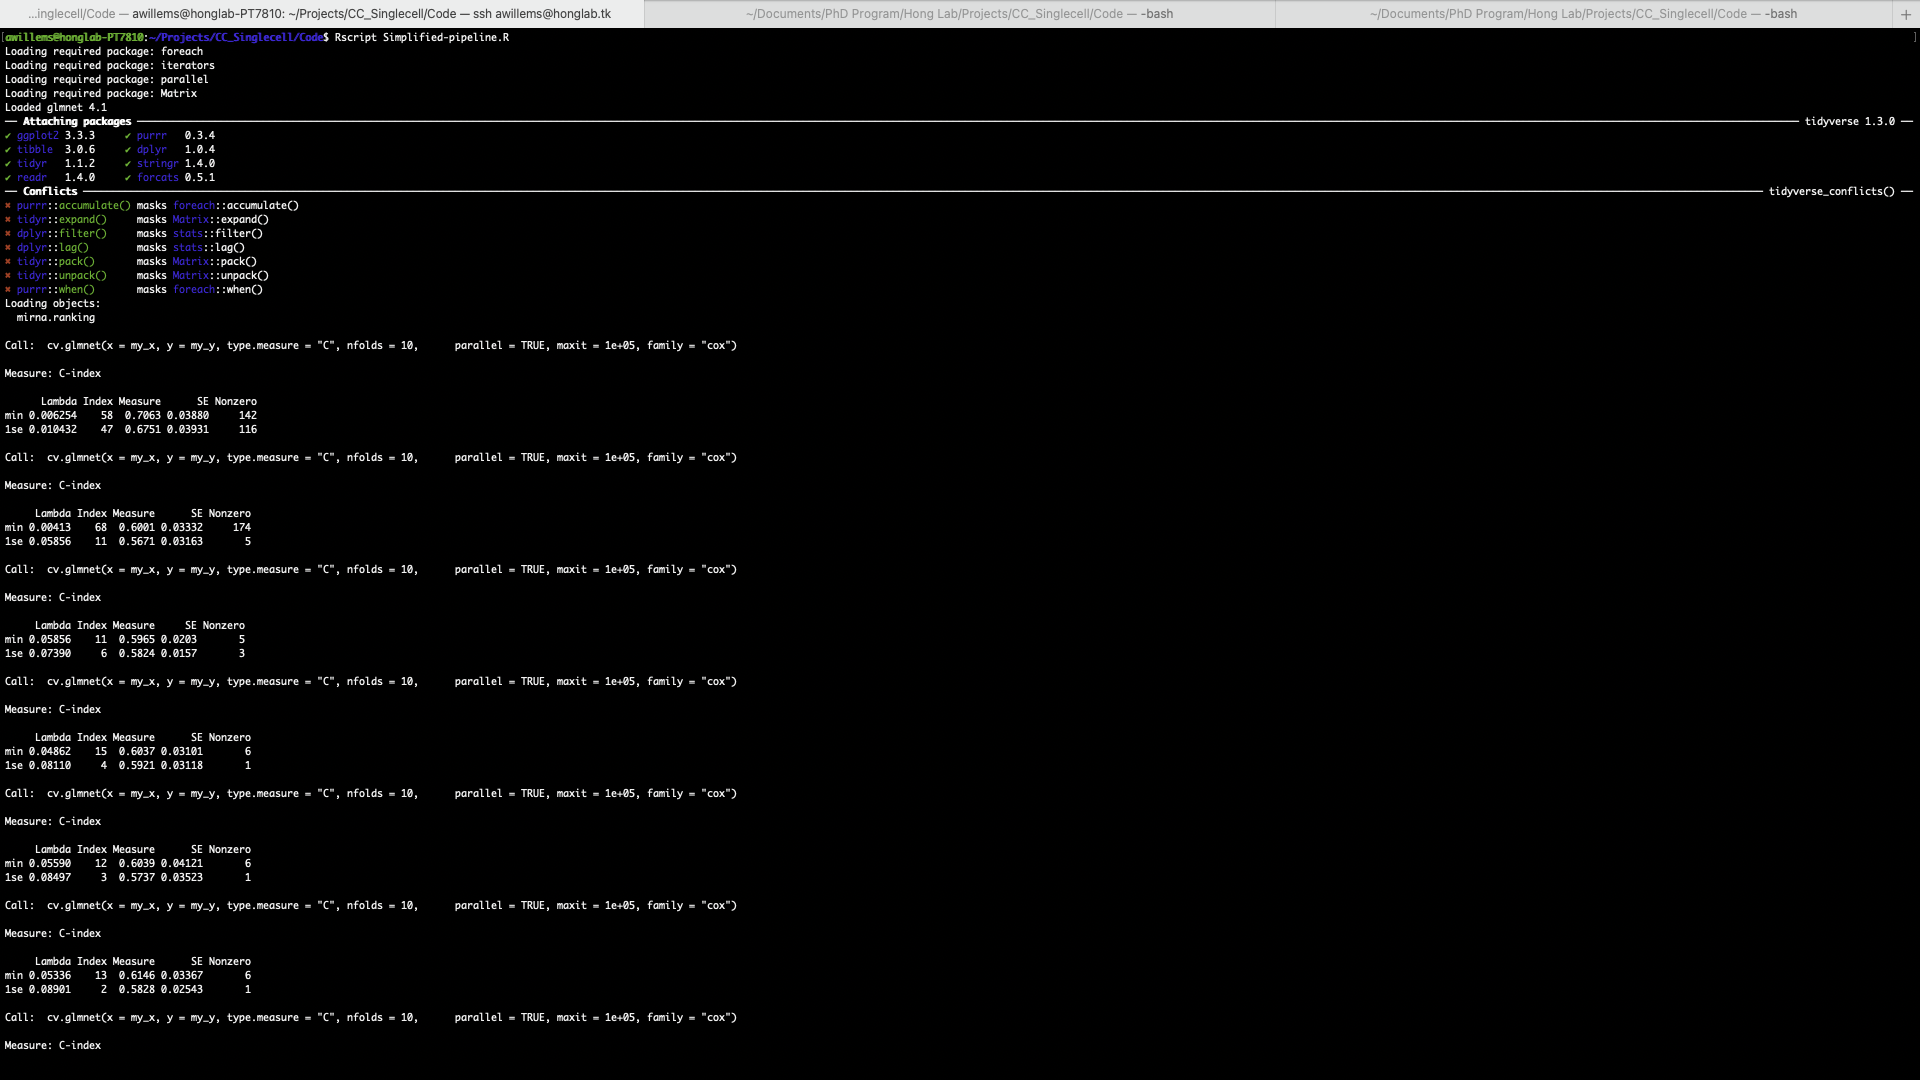 ...inglecell/Code — awillems@honglab-PT7810: ~/Projects/CC_Singlecell/Code — ssh awillems@honglab.tk
~/Documents/PhD Program/Hong Lab/Projects/CC_Singlecell/Code — -bash
~/Documents/PhD Program/Hong Lab/Projects/CC_Singlecell/Code — -bash
+
[awillems@honglab-PT7810:~/Projects/CC_Singlecell/Code$ Rscript Simplified-pipeline.R ]
Loading required package: foreach
Loading required package: iterators
Loading required package: parallel
Loading required package: Matrix
Loaded glmnet 4.1
── Attaching packages ── tidyverse 1.3.0 ──
✔ ggplot2 3.3.3     ✔ purrr   0.3.4
✔ tibble  3.0.6     ✔ dplyr   1.0.4
✔ tidyr   1.1.2     ✔ stringr 1.4.0
✔ readr   1.4.0     ✔ forcats 0.5.1
── Conflicts ── tidyverse_conflicts() ──
✖ purrr::accumulate() masks foreach::accumulate()
✖ tidyr::expand()     masks Matrix::expand()
✖ dplyr::filter()     masks stats::filter()
✖ dplyr::lag()        masks stats::lag()
✖ tidyr::pack()       masks Matrix::pack()
✖ tidyr::unpack()     masks Matrix::unpack()
✖ purrr::when()       masks foreach::when()
Loading objects:
  mirna.ranking
Call:  cv.glmnet(x = my_x, y = my_y, type.measure = "C", nfolds = 10,      parallel = TRUE, maxit = 1e+05, family = "cox")
Measure: C-index
      Lambda Index Measure      SE Nonzero
min 0.006254    58  0.7063 0.03880     142
1se 0.010432    47  0.6751 0.03931     116
Call:  cv.glmnet(x = my_x, y = my_y, type.measure = "C", nfolds = 10,      parallel = TRUE, maxit = 1e+05, family = "cox")
Measure: C-index
     Lambda Index Measure      SE Nonzero
min 0.00413    68  0.6001 0.03332     174
1se 0.05856    11  0.5671 0.03163       5
Call:  cv.glmnet(x = my_x, y = my_y, type.measure = "C", nfolds = 10,      parallel = TRUE, maxit = 1e+05, family = "cox")
Measure: C-index
     Lambda Index Measure     SE Nonzero
min 0.05856    11  0.5965 0.0203       5
1se 0.07390     6  0.5824 0.0157       3
Call:  cv.glmnet(x = my_x, y = my_y, type.measure = "C", nfolds = 10,      parallel = TRUE, maxit = 1e+05, family = "cox")
Measure: C-index
     Lambda Index Measure      SE Nonzero
min 0.04862    15  0.6037 0.03101       6
1se 0.08110     4  0.5921 0.03118       1
Call:  cv.glmnet(x = my_x, y = my_y, type.measure = "C", nfolds = 10,      parallel = TRUE, maxit = 1e+05, family = "cox")
Measure: C-index
     Lambda Index Measure      SE Nonzero
min 0.05590    12  0.6039 0.04121       6
1se 0.08497     3  0.5737 0.03523       1
Call:  cv.glmnet(x = my_x, y = my_y, type.measure = "C", nfolds = 10,      parallel = TRUE, maxit = 1e+05, family = "cox")
Measure: C-index
     Lambda Index Measure      SE Nonzero
min 0.05336    13  0.6146 0.03367       6
1se 0.08901     2  0.5828 0.02543       1
Call:  cv.glmnet(x = my_x, y = my_y, type.measure = "C", nfolds = 10,      parallel = TRUE, maxit = 1e+05, family = "cox")
Measure: C-index